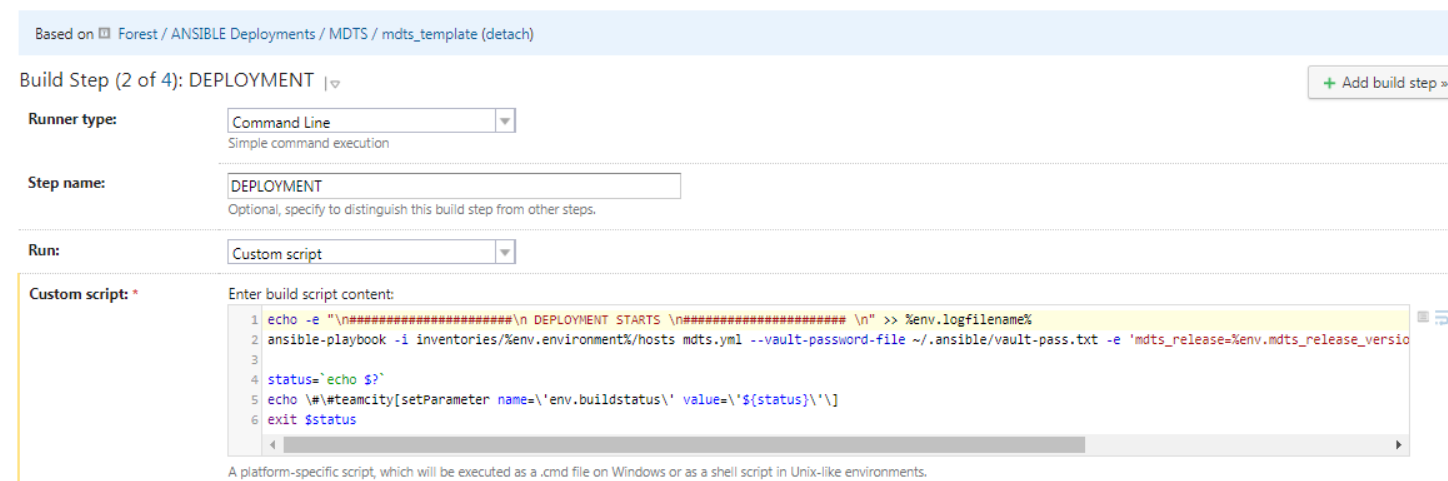 Based on Forest / ANSIBLE Deployments / MDTS / mdts_template (detach)
Build Step (2 of 4): DEPLOYMENT
+ Add build step »
Runner type:
Command Line
Simple command execution
Step name:
DEPLOYMENT
Optional, specify to distinguish this build step from other steps.
Run:
Custom script
Custom script: *
Enter build script content:
1 echo -e "\n######################\n DEPLOYMENT STARTS \n###################### \n" >> %env.logfilename%
2 ansible-playbook -i inventories/%env.environment%/hosts mdts.yml --vault-password-file ~/.ansible/vault-pass.txt -e 'mdts_release=%env.mdts_release_versio
3
4 status=`echo $?`
5 echo \#\#teamcity[setParameter name=\'env.buildstatus\' value=\'${status}\'\]
6 exit $status
A platform-specific script, which will be executed as a .cmd file on Windows or as a shell script in Unix-like environments.